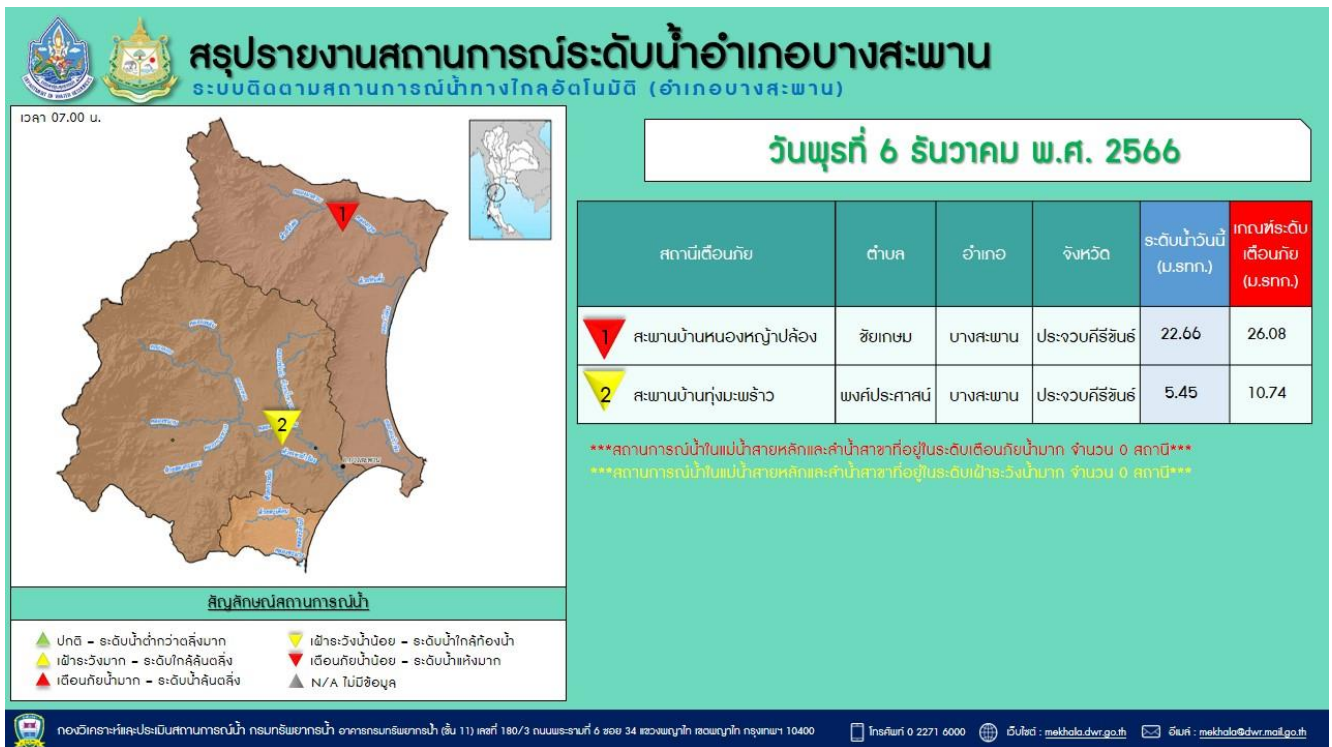 สรุปรายงานสถานการณ์ระดับน้ำอำเภอบางสะพาน
ระบบติดตามสถานการณ์น้ำทางไกลอัตโนมัติ (อำเภอบางสะพาน)
เวลา 07.00 น.
วันพุธที่ 6 ธันวาคม พ.ศ. 2566
สถานีเตือนภัย ตำบล อำเภอ จังหวัด ระดับน้ำวันนี้ (ม.รทก.) เกณฑ์ระดับเตือนภัย (ม.รทก.)
1 สะพานบ้านหนองหญ้าปล้อง ชัยเกษม บางสะพาน ประจวบคีรีขันธ์ 22.66 26.08
2 สะพานบ้านทุ่งมะพร้าว พงศ์ประศาสน์ บางสะพาน ประจวบคีรีขันธ์ 5.45 10.74
***สถานการณ์น้ำในแม่น้ำสายหลักและลำน้ำสาขาที่อยู่ในระดับเตือนภัยน้ำมาก จำนวน 0 สถานี***
***สถานการณ์น้ำในแม่น้ำสายหลักและลำน้ำสาขาที่อยู่ในระดับเฝ้าระวังน้ำมาก จำนวน 0 สถานี***
1
2
สัญลักษณ์สถานการณ์น้ำ
ปกติ - ระดับน้ำต่ำกว่าตลิ่งมาก
เฝ้าระวังมาก - ระดับใกล้ล้นตลิ่ง
เตือนภัยน้ำมาก - ระดับน้ำล้นตลิ่ง
เฝ้าระวังน้ำน้อย - ระดับน้ำใกล้ท้องน้ำ
เตือนภัยน้ำน้อย - ระดับน้ำแห้งมาก
N/A ไม่มีข้อมูล
กองวิเคราะห์และประเมินสถานการณ์น้ำ กรมทรัพยากรน้ำ อาคารกรมทรัพยากรน้ำ (ชั้น 11) เลขที่ 180/3 ถนนพระรามที่ 6 ซอย 34 แขวงพญาไท เขตพญาไท กรุงเทพฯ 10400 โทรศัพท์ 0 2271 6000 เว็บไซต์ : mekhala.dwr.go.th อีเมล์ : mekhala@dwr.mail.go.th